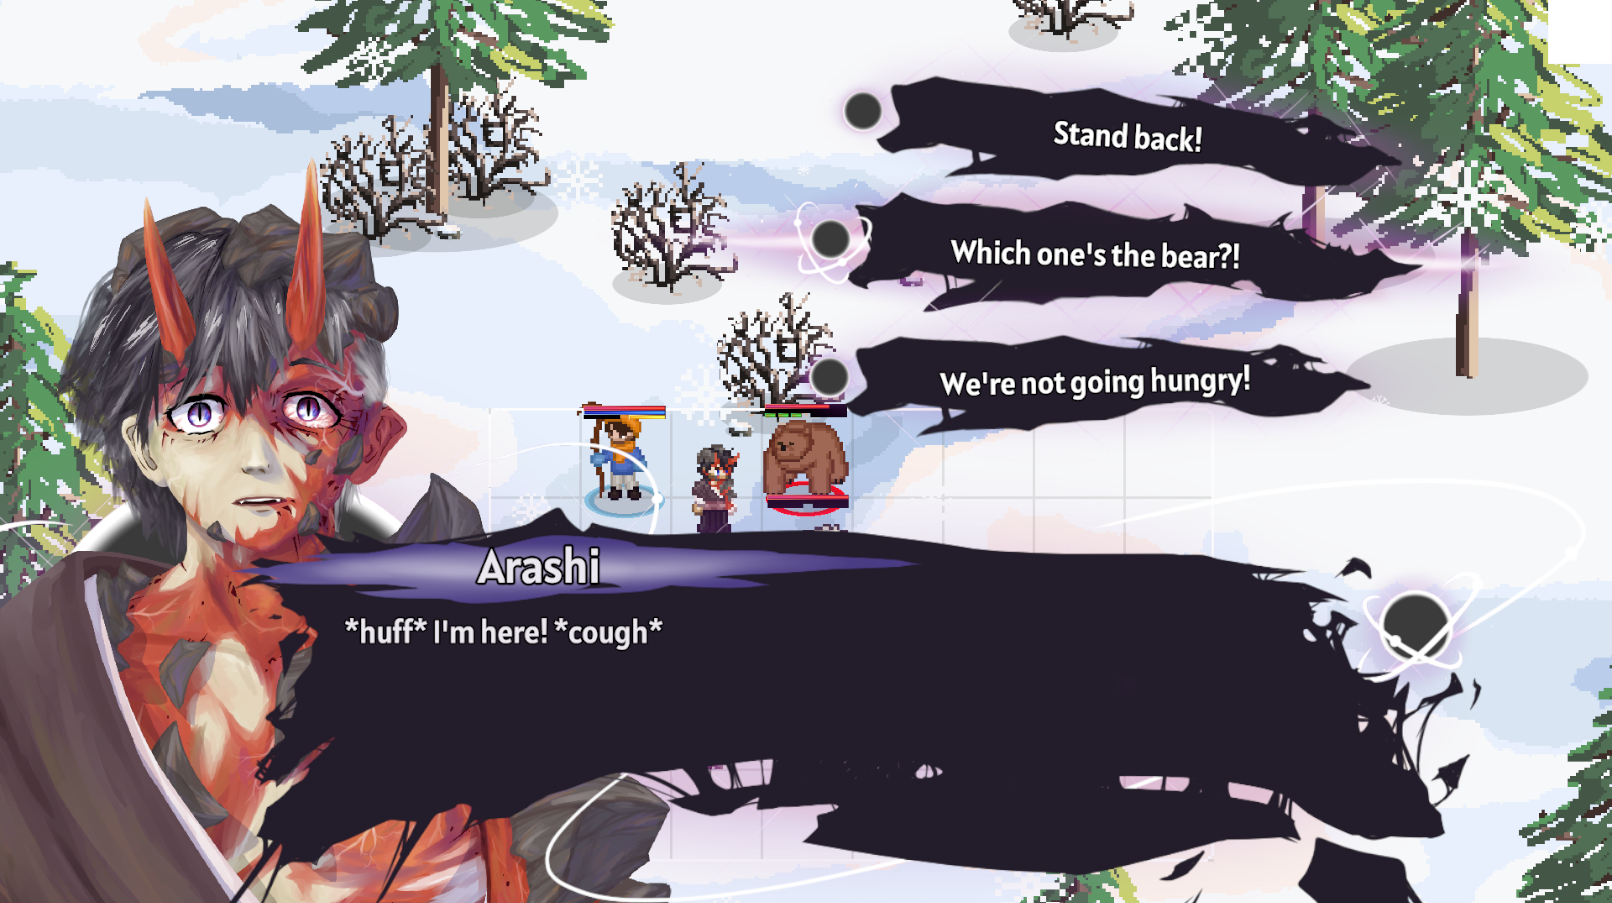 Stand back!
Which one's the bear?!
We're not going hungry!
Arashi
*huff* I'm here! *cough*